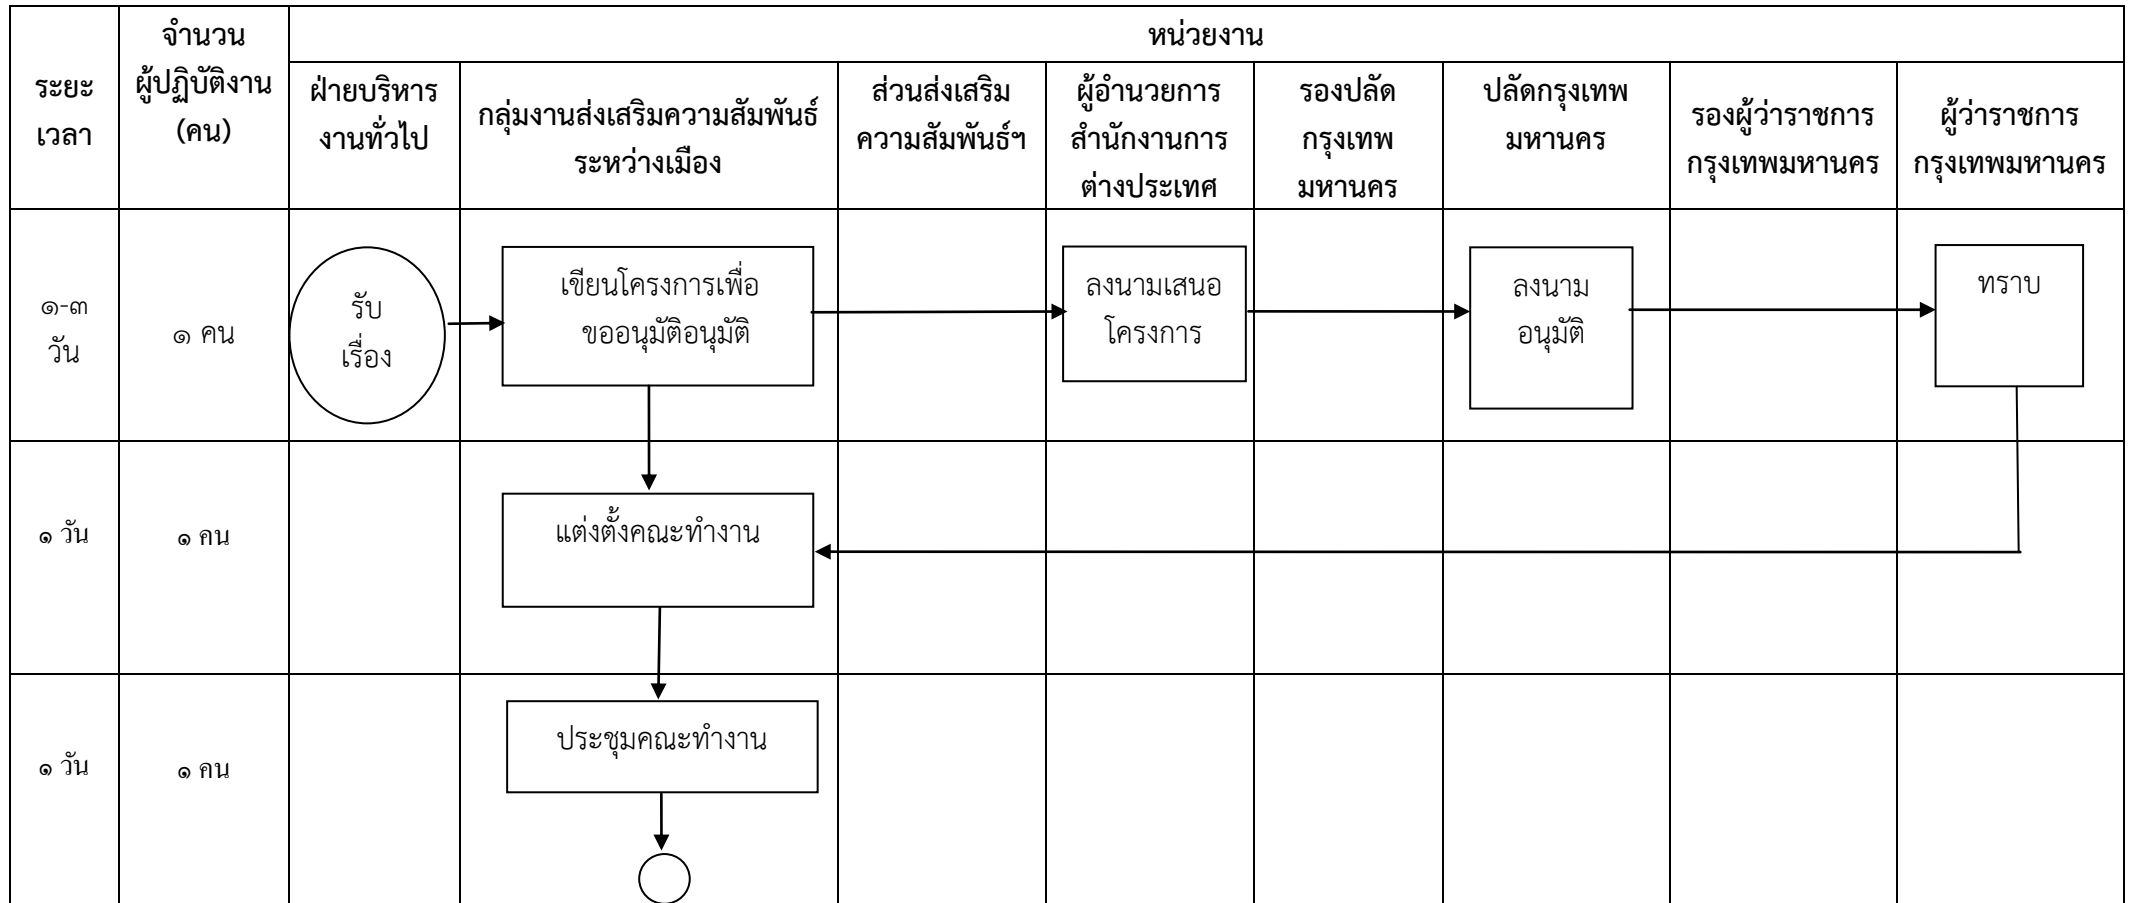 ระยะ
เวลา
จำนวน
ผู้ปฏิบัติงาน
(คน)
หน่วยงาน
ฝ่ายบริหาร
งานทั่วไป
กลุ่มงานส่งเสริมความสัมพันธ์
ระหว่างเมือง
ส่วนส่งเสริม
ความสัมพันธ์ฯ
ผู้อำนวยการ
สำนักงานการ
ต่างประเทศ
รองปลัด
กรุงเทพ
มหานคร
ปลัดกรุงเทพ
มหานคร
รองผู้ว่าราชการ
กรุงเทพมหานคร
ผู้ว่าราชการ
กรุงเทพมหานคร
๑-๓
วัน
๑ คน
รับ
เรื่อง
เขียนโครงการเพื่อ
ขออนุมัติอนุมัติ
ลงนามเสนอ
โครงการ
ลงนาม
อนุมัติ
ทราบ
๑ วัน
๑ คน
แต่งตั้งคณะทำงาน
๑ วัน
๑ คน
ประชุมคณะทำงาน